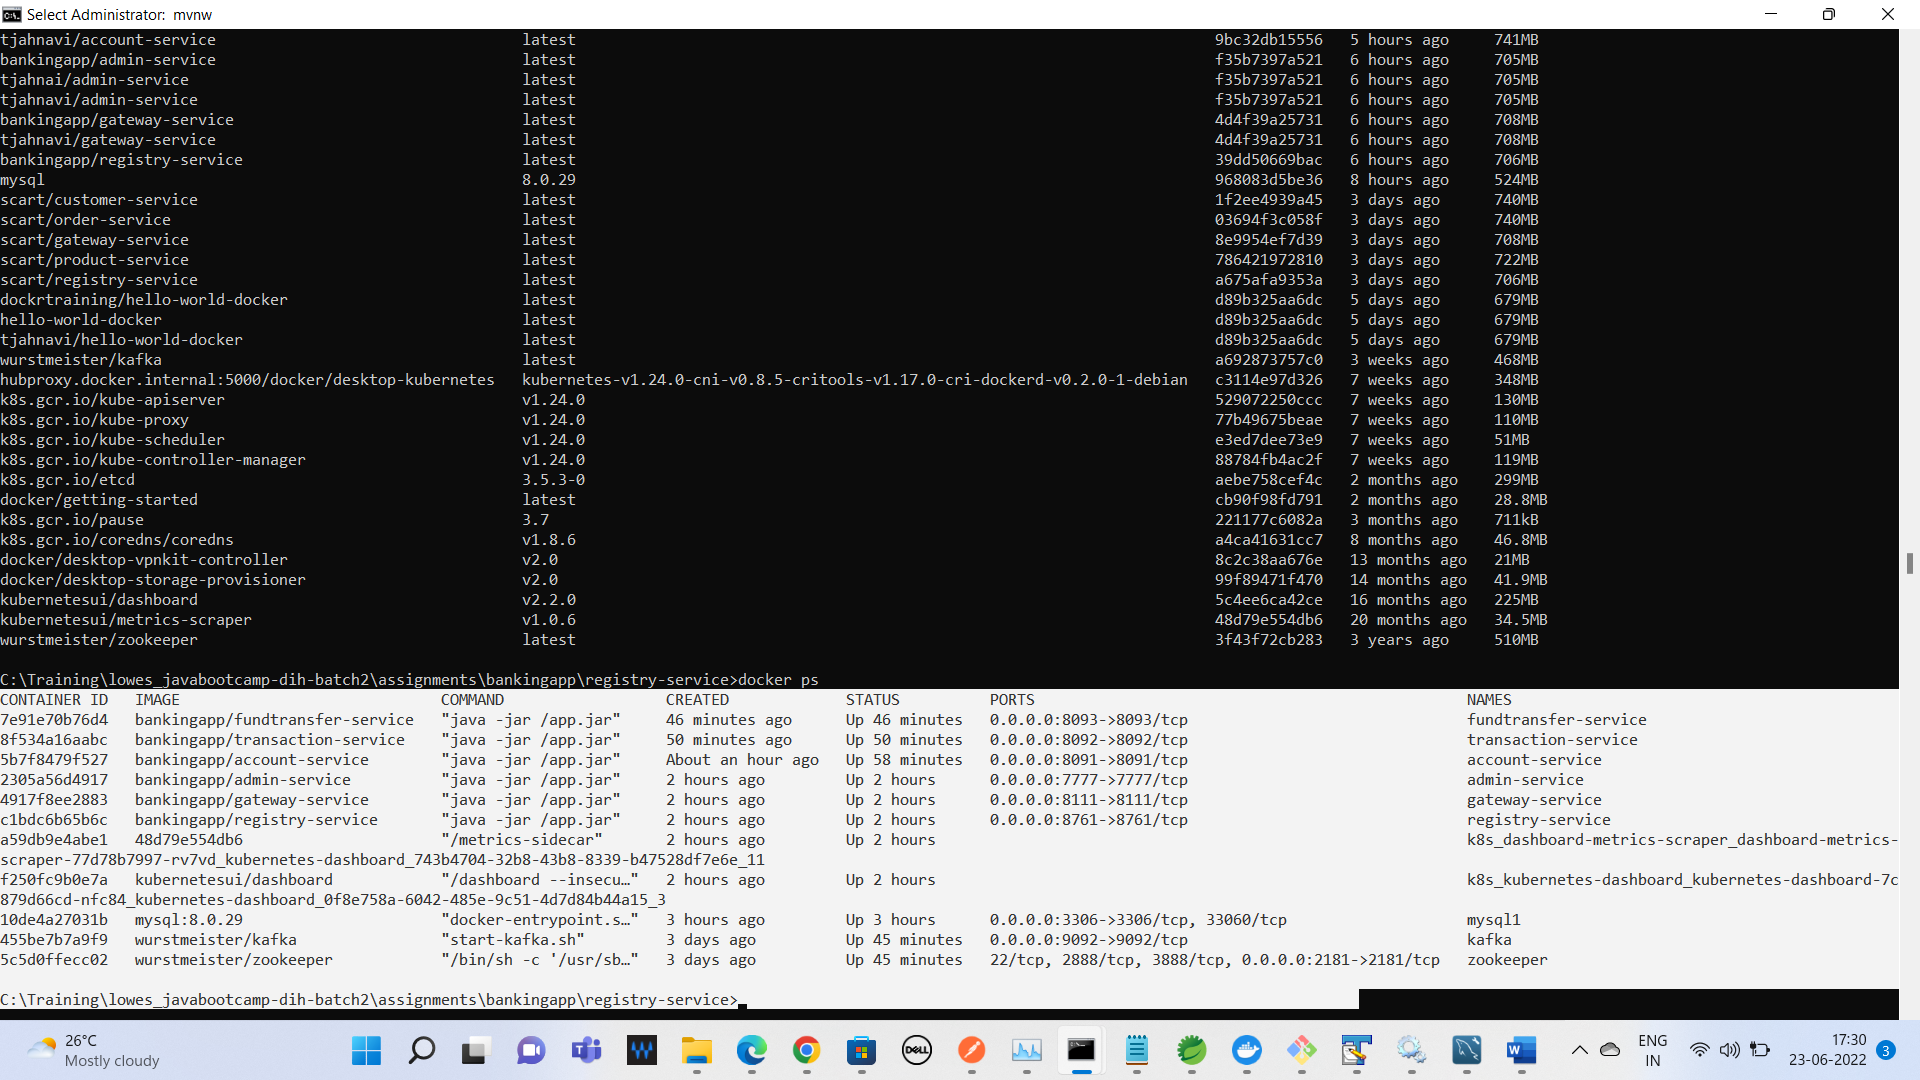 Select Administrator:  mvnw
tjahnavi/account-service latest 9bc32db15556 5 hours ago 741MB
bankingapp/admin-service latest f35b7397a521 6 hours ago 705MB
tjahnai/admin-service latest f35b7397a521 6 hours ago 705MB
tjahnavi/admin-service latest f35b7397a521 6 hours ago 705MB
bankingapp/gateway-service latest 4d4f39a25731 6 hours ago 708MB
tjahnavi/gateway-service latest 4d4f39a25731 6 hours ago 708MB
bankingapp/registry-service latest 39dd50669bac 6 hours ago 706MB
mysql 8.0.29 968083d5be36 8 hours ago 524MB
scart/customer-service latest 1f2ee4939a45 3 days ago 740MB
scart/order-service latest 03694f3c058f 3 days ago 740MB
scart/gateway-service latest 8e9954ef7d39 3 days ago 708MB
scart/product-service latest 786421972810 3 days ago 722MB
scart/registry-service latest a675afa9353a 3 days ago 706MB
dockrtraining/hello-world-docker latest d89b325aa6dc 5 days ago 679MB
hello-world-docker latest d89b325aa6dc 5 days ago 679MB
tjahnavi/hello-world-docker latest d89b325aa6dc 5 days ago 679MB
wurstmeister/kafka latest a692873757c0 3 weeks ago 468MB
hubproxy.docker.internal:5000/docker/desktop-kubernetes kubernetes-v1.24.0-cni-v0.8.5-critools-v1.17.0-cri-dockerd-v0.2.0-1-debian c3114e97d326 7 weeks ago 348MB
k8s.gcr.io/kube-apiserver v1.24.0 529072250ccc 7 weeks ago 130MB
k8s.gcr.io/kube-proxy v1.24.0 77b49675beae 7 weeks ago 110MB
k8s.gcr.io/kube-scheduler v1.24.0 e3ed7dee73e9 7 weeks ago 51MB
k8s.gcr.io/kube-controller-manager v1.24.0 88784fb4ac2f 7 weeks ago 119MB
k8s.gcr.io/etcd 3.5.3-0 aebe758cef4c 2 months ago 299MB
docker/getting-started latest cb90f98fd791 2 months ago 28.8MB
k8s.gcr.io/pause 3.7 221177c6082a 3 months ago 711kB
k8s.gcr.io/coredns/coredns v1.8.6 a4ca41631cc7 8 months ago 46.8MB
docker/desktop-vpnkit-controller v2.0 8c2c38aa676e 13 months ago 21MB
docker/desktop-storage-provisioner v2.0 99f89471f470 14 months ago 41.9MB
kubernetesui/dashboard v2.2.0 5c4ee6ca42ce 16 months ago 225MB
kubernetesui/metrics-scraper v1.0.6 48d79e554db6 20 months ago 34.5MB
wurstmeister/zookeeper latest 3f43f72cb283 3 years ago 510MB
C:\Training\lowes_javabootcamp-dih-batch2\assignments\bankingapp\registry-service>docker ps
CONTAINER ID IMAGE COMMAND CREATED STATUS PORTS NAMES
7e91e70b76d4 bankingapp/fundtransfer-service "java -jar /app.jar" 46 minutes ago Up 46 minutes 0.0.0.0:8093->8093/tcp fundtransfer-service
8f534a16aabc bankingapp/transaction-service "java -jar /app.jar" 50 minutes ago Up 50 minutes 0.0.0.0:8092->8092/tcp transaction-service
5b7f8479f527 bankingapp/account-service "java -jar /app.jar" About an hour ago Up 58 minutes 0.0.0.0:8091->8091/tcp account-service
2305a56d4917 bankingapp/admin-service "java -jar /app.jar" 2 hours ago Up 2 hours 0.0.0.0:7777->7777/tcp admin-service
4917f8ee2883 bankingapp/gateway-service "java -jar /app.jar" 2 hours ago Up 2 hours 0.0.0.0:8111->8111/tcp gateway-service
c1bdc6b65b6c bankingapp/registry-service "java -jar /app.jar" 2 hours ago Up 2 hours 0.0.0.0:8761->8761/tcp registry-service
a59db9e4abe1 48d79e554db6 "/metrics-sidecar" 2 hours ago Up 2 hours k8s_dashboard-metrics-scraper_dashboard-metrics-
scraper-77d78b7997-rv7vd_kubernetes-dashboard_743b4704-32b8-43b8-8339-b47528df7e6e_11
f250fc9b0e7a kubernetesui/dashboard "/dashboard --insecu…" 2 hours ago Up 2 hours k8s_kubernetes-dashboard_kubernetes-dashboard-7c
879d66cd-nfc84_kubernetes-dashboard_0f8e758a-6042-485e-9c51-4d7d84b44a15_3
10de4a27031b mysql:8.0.29 "docker-entrypoint.s…" 3 hours ago Up 3 hours 0.0.0.0:3306->3306/tcp, 33060/tcp mysql1
455be7b7a9f9 wurstmeister/kafka "start-kafka.sh" 3 days ago Up 45 minutes 0.0.0.0:9092->9092/tcp kafka
5c5d0ffecc02 wurstmeister/zookeeper "/bin/sh -c '/usr/sb…" 3 days ago Up 45 minutes 22/tcp, 2888/tcp, 3888/tcp, 0.0.0.0:2181->2181/tcp zookeeper
C:\Training\lowes_javabootcamp-dih-batch2\assignments\bankingapp\registry-service>
26°C
Mostly cloudy
DELL
ENG
IN
17:30
23-06-2022
3